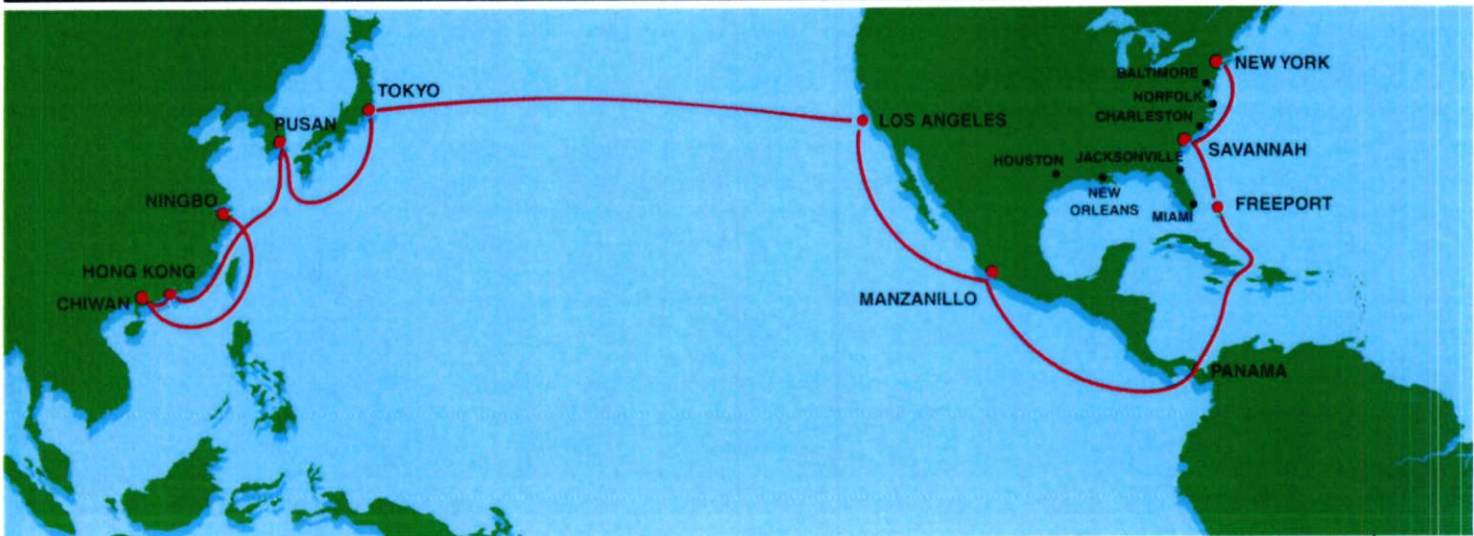 TOKYO
PUSAN
NINGBO
HONG KONG
CHIWAN
LOS ANGELES
MANZANILLO
HOUSTON
NEW
ORLEANS
JACKSONVILLE
MIAMI
BALTIMORE
NORFOLK
CHARLESTON
NEW YORK
SAVANNAH
FREEPORT
PANAMA